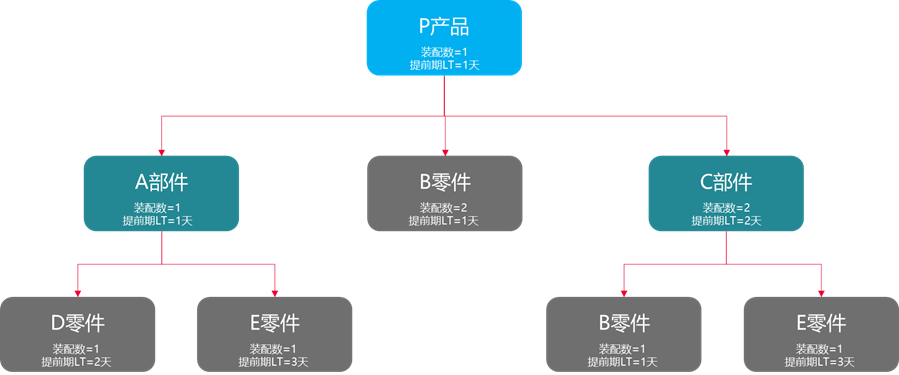 P产品
装配数=1
提前期LT=1天
A部件
装配数=1
提前期LT=1天
B零件
装配数=2
提前期LT=1天
C部件
装配数=2
提前期LT=2天
D零件
装配数=1
提前期LT=2天
E零件
装配数=1
提前期LT=3天
B零件
装配数=1
提前期LT=1天
E零件
装配数=1
提前期LT=3天